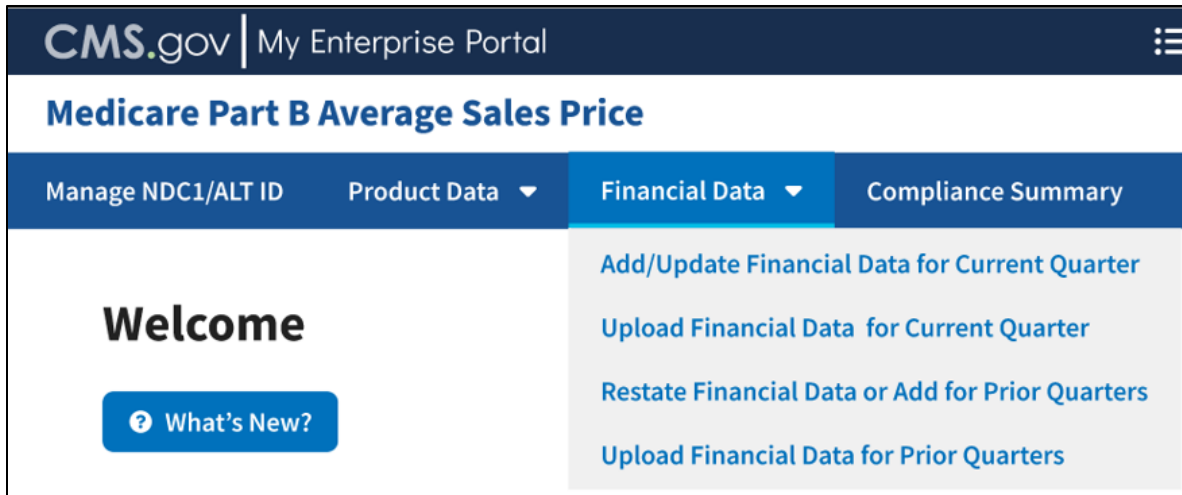 CMS.gov My Enterprise Portal
Medicare Part B Average Sales Price
Manage NDC1/ALT ID Product Data Financial Data Compliance Summary
Add/Update Financial Data for Current Quarter
Welcome
Upload Financial Data for Current Quarter
Restate Financial Data or Add for Prior Quarters
What's New?
Upload Financial Data for Prior Quarters